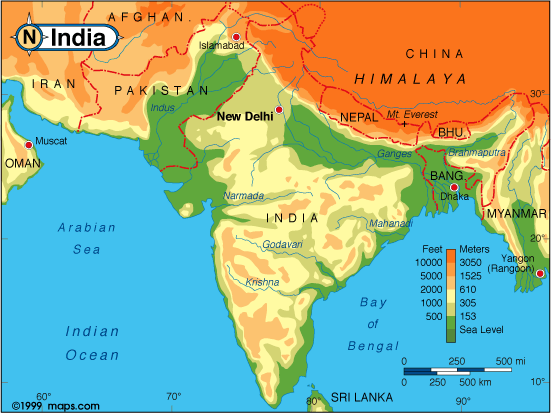 N India
AFGHAN.
Islamabad
CHINA
HIMALAYA
IRAN
PAKISTAN
Indus
New Delhi
NEPAL
Mt. Everest
BHU.
30°
Muscat
OMAN
Ganges
Brahmaputra
BANG.
Dhaka
MYANMAR
Narmada
INDIA
Mahanadi
Arabian
Sea
Godavari
Krishna
20°
Yangon
(Rangoon)
Feet Meters
10000 3050
5000 1525
2000 610
1000 305
500 153
Sea Level
Bay
of
Bengal
Indian
Ocean
0 250 500 mi
0 250 500 km
SRI LANKA
60° 70° 80° 90° 10°
©1999 maps.com